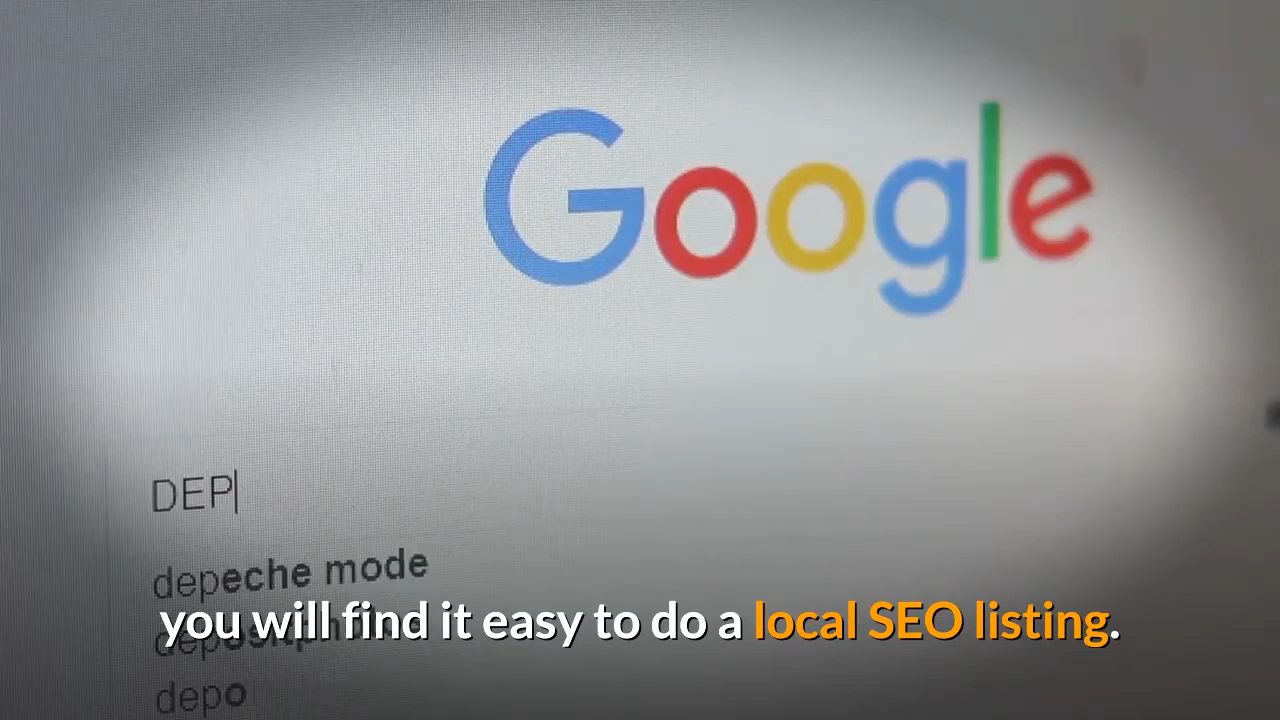 Google
DEP
depeche mode
you will find it easy to do a local SEO listing.
depo